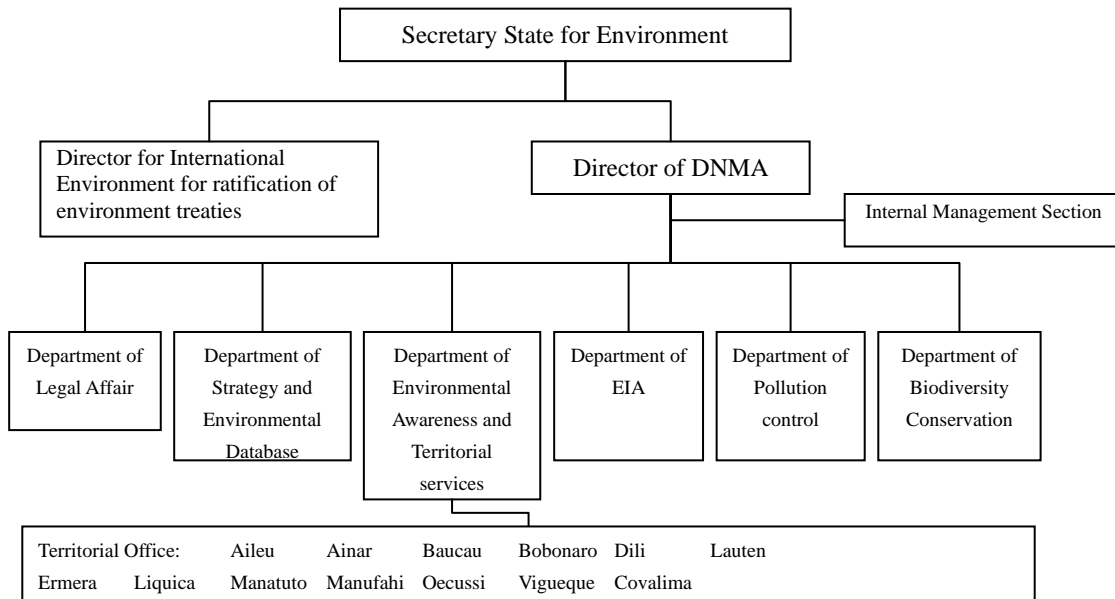 Secretary State for Environment
Director for International
Environment for ratification of
environment treaties
Director of DNMA
Internal Management Section
Department of
Legal Affair
Department of
Strategy and
Environmental
Database
Department of
Environmental
Awareness and
Territorial
services
Department of
EIA
Department of
Pollution
control
Department of
Biodiversity
Conservation
Territorial Office: Aileu Ainar Baucau Bobonaro Dili Lauten
Ermera Liquica Manatuto Manufahi Oecussi Vigueque Covalima